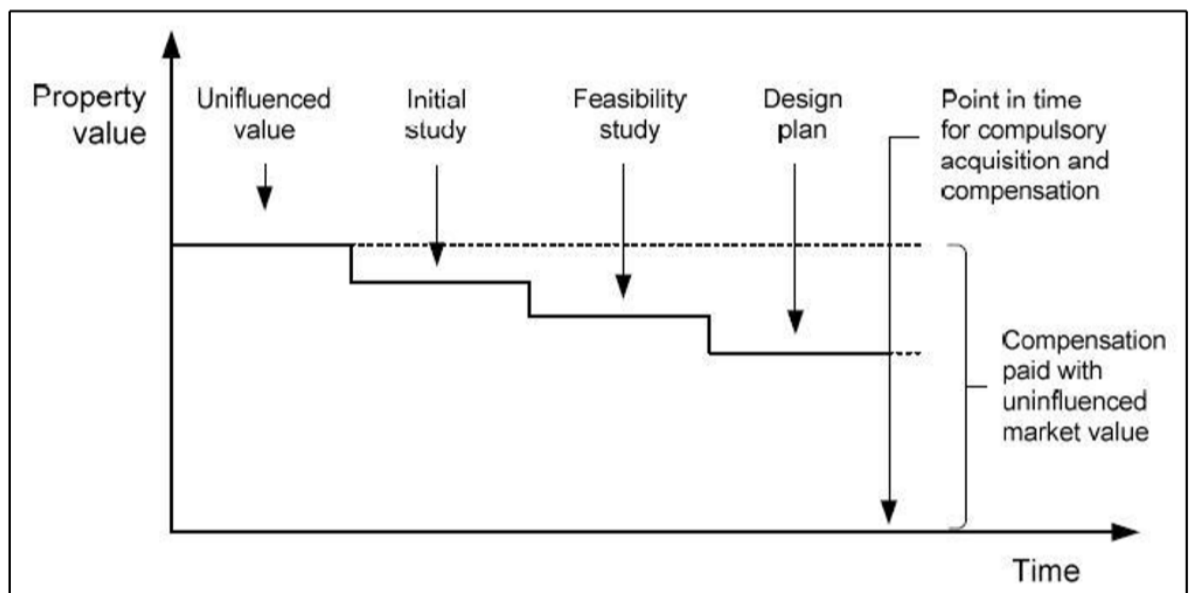 Property
value
Unifluenced
value
Initial
study
Feasibility
study
Design
plan
Point in time
for compulsory
acquisition and
compensation
Compensation
paid with
uninfluenced
market value
Time